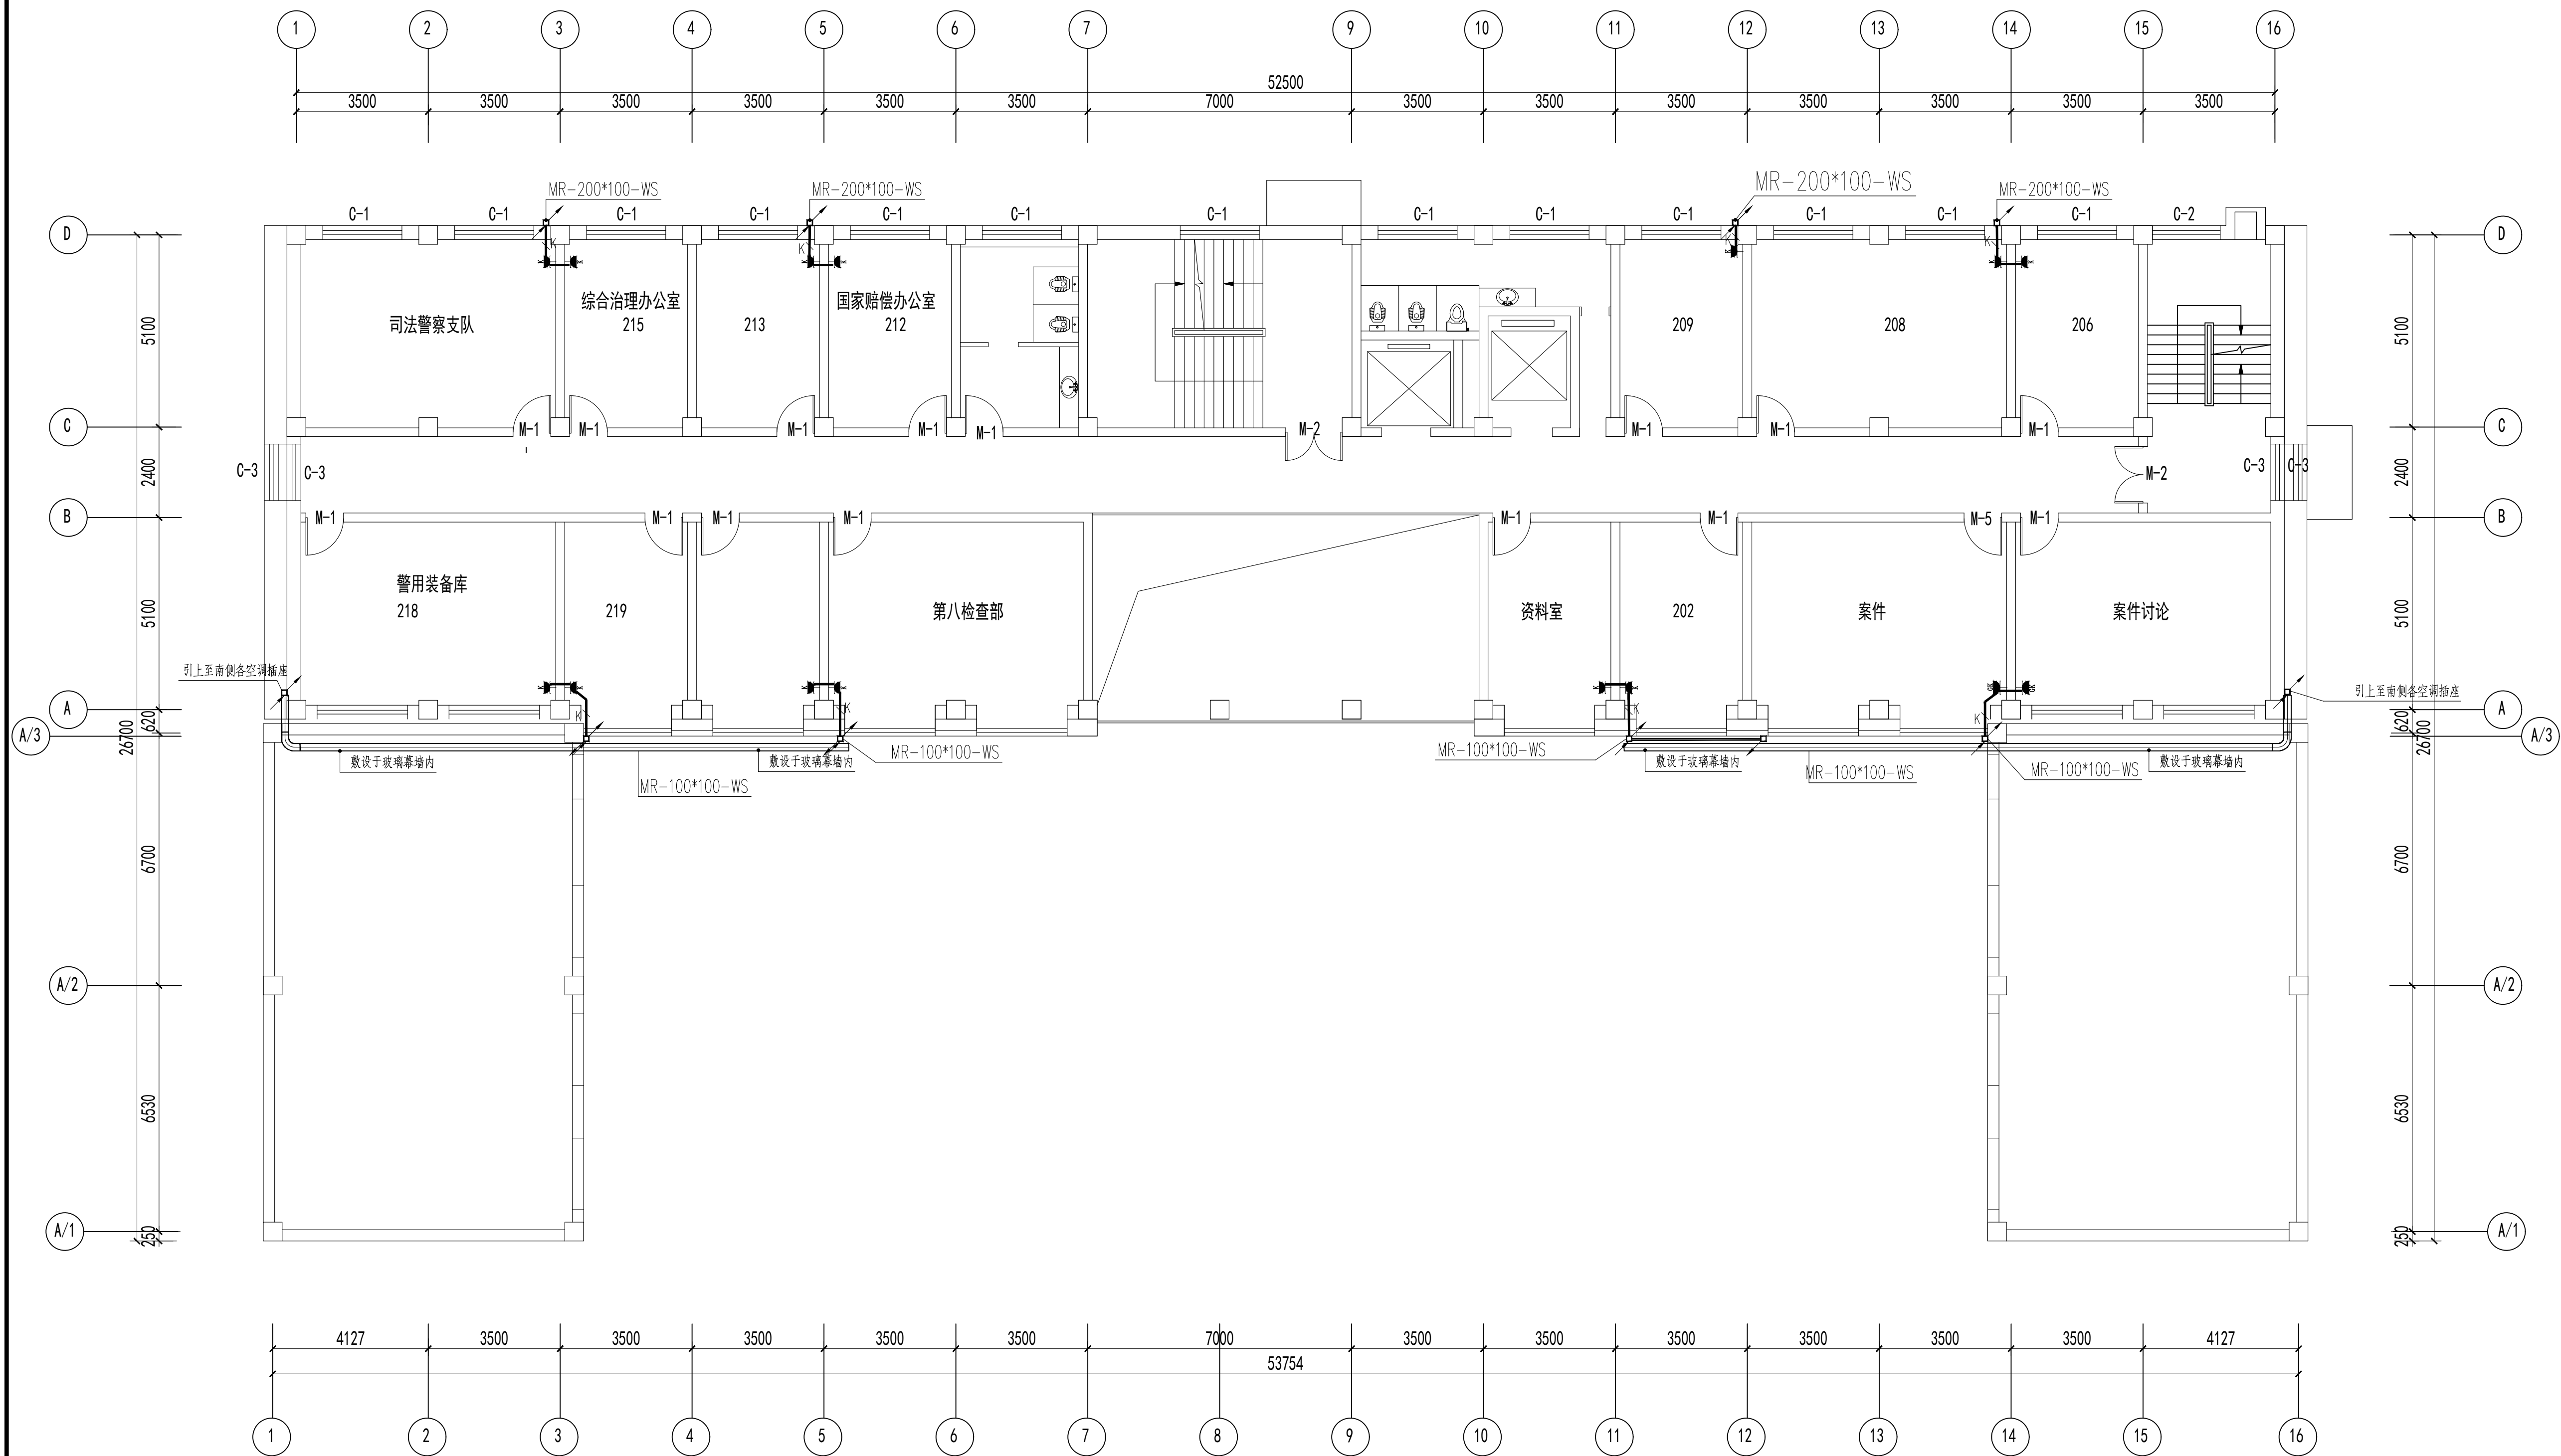 1 2 3 4 5 6 7 9 10 11 12 13 14 15 16
52500
3500 3500 3500 3500 3500 3500 7000 3500 3500 3500 3500 3500 3500 3500
MR-200*100-WS MR-200*100-WS MR-200*100-WS MR-200*100-WS
C-1 C-1 C-1 C-1 C-1 C-1 C-1 C-1 C-1 C-1 C-1 C-1 C-1 C-2
D D
K K K K
综合治理办公室 国家赔偿办公室
司法警察支队 215 213 212 209 208 206
5100 5100
C C
M-1 M-1 M-1 M-1 M-1 M-2 M-1 M-1 M-1
C-3 C-3 2400 M-2 C-3 C-3 2400
B B
M-1 M-1 M-1 M-1 M-1 M-1 M-5 M-1
警用装备库
218 219 第八检查部 资料室 202 案件 案件讨论
5100 5100
引上至南侧各空调插座 引上至南侧各空调插座
A A
K K K K
620 620
A/3 A/3
26700 26700
敷设于玻璃幕墙内 敷设于玻璃幕墙内 MR-100*100-WS MR-100*100-WS 敷设于玻璃幕墙内 MR-100*100-WS MR-100*100-WS 敷设于玻璃幕墙内
MR-100*100-WS
6700 6700
A/2 A/2
6530 6530
A/1 A/1
250 250
4127 3500 3500 3500 3500 3500 7000 3500 3500 3500 3500 3500 3500 4127
53754
1 2 3 4 5 6 7 8 9 10 11 12 13 14 15 16